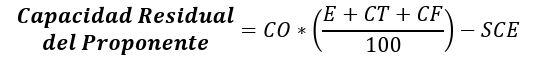 Capacidad Residual
del Proponente = CO * (E + CT + CF / 100) − SCE